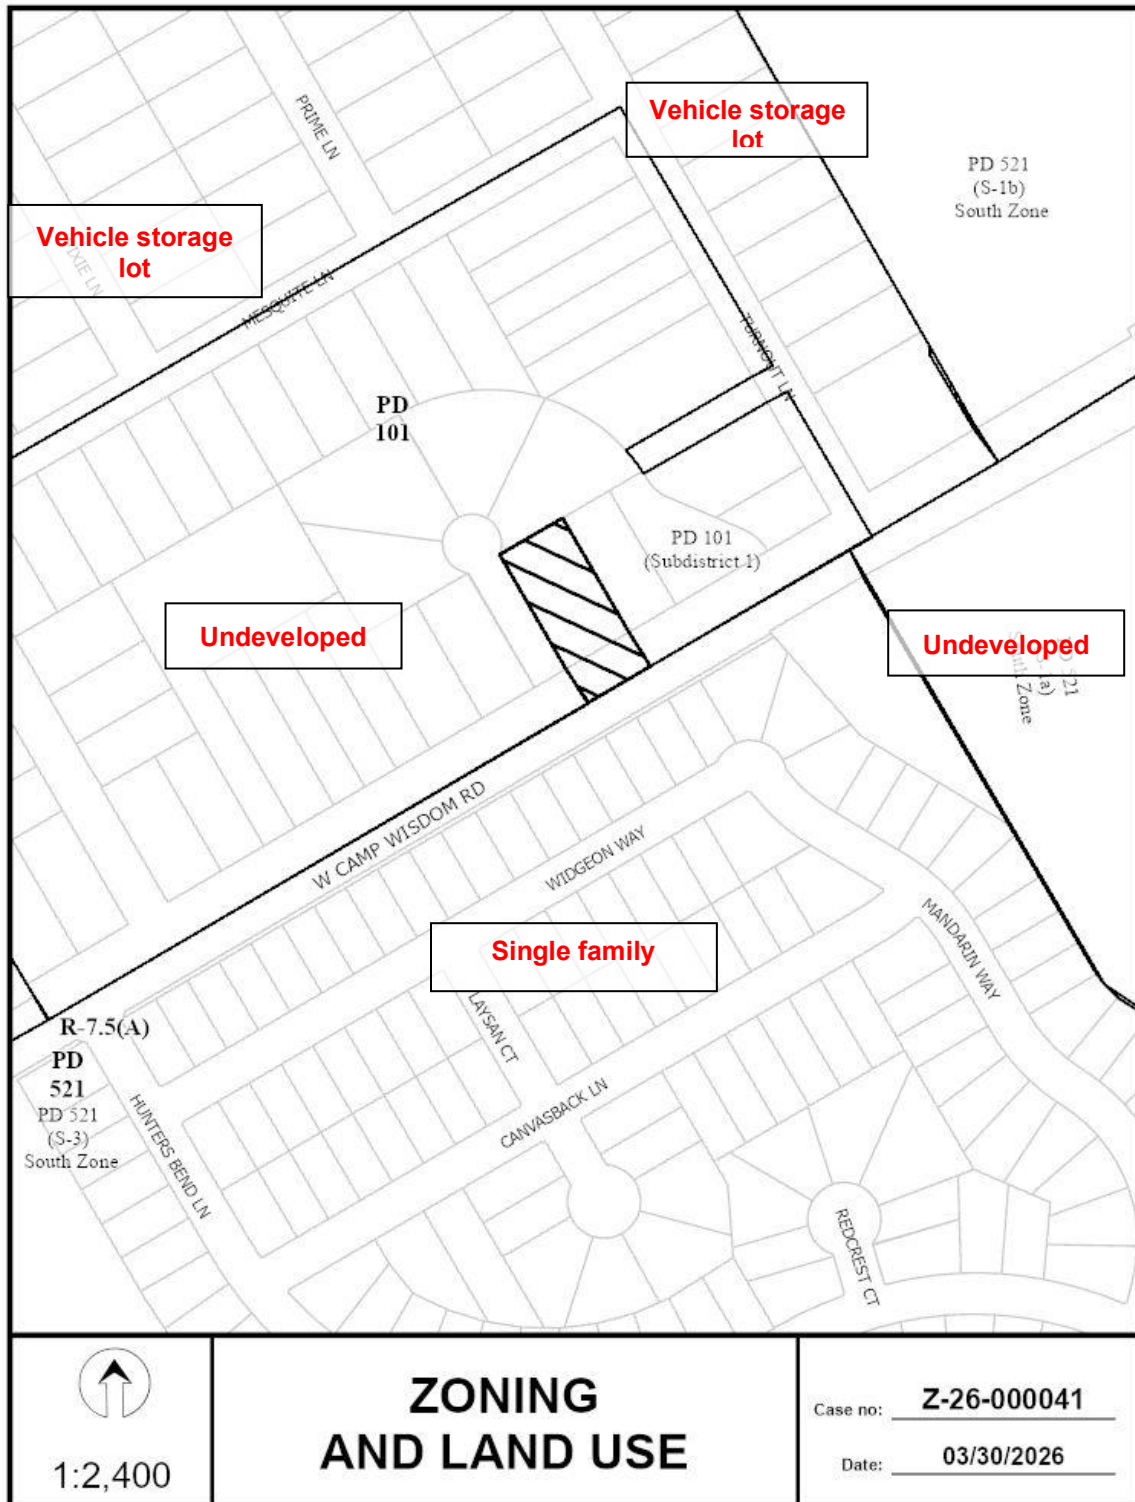 PRIME LN
Vehicle storage
lot
PD 521
(S-1b)
South Zone
Vehicle storage
lot
MESQUITE LN
TURNOUT LN
PD
101
PD 101
(Subdistrict 1)
Undeveloped
Undeveloped
South Zone
W CAMP WISDOM RD
WIDGEON WAY
MANDARIN WAY
Single family
LAYSAN CT
R-7.5(A)
PD
521
PD 521
(S-3)
South Zone
HUNTERS BEND LN
CANVASBACK LN
REDCREST CT
1:2,400
ZONING
AND LAND USE
Case no: Z-26-000041
Date: 03/30/2026